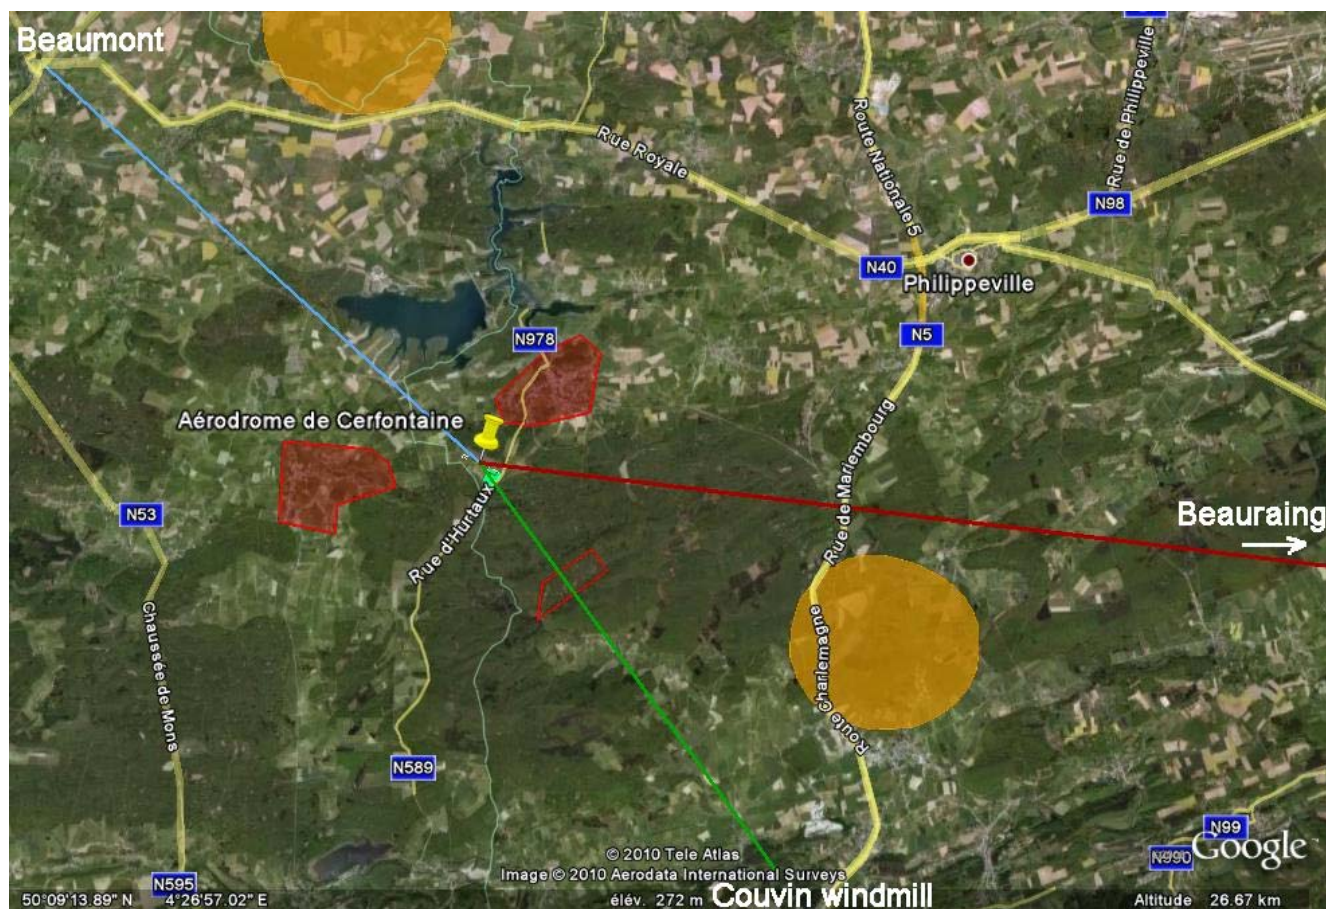 Beaumont
Rue Royale
Route Nationale 5
Rue de Philippeville
N98
N40
Philippeville
N5
N978
Aérodrome de Cerfontaine
Rue de Mariembourg
N53
Beauraing
Rue d'Hurtaux
Chaussée de Mons
Route Charlemagne
N589
N99
N990
Google
© 2010 Tele Atlas
Image © 2010 Aerodata International Surveys
N595
50°09'13.89" N 4°26'57.02" E
élév. 272 m
Couvin windmill
Altitude 26.67 km